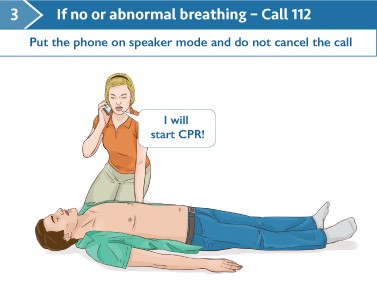 3 If no or abnormal breathing – Call 112
Put the phone on speaker mode and do not cancel the call
I will
start CPR!